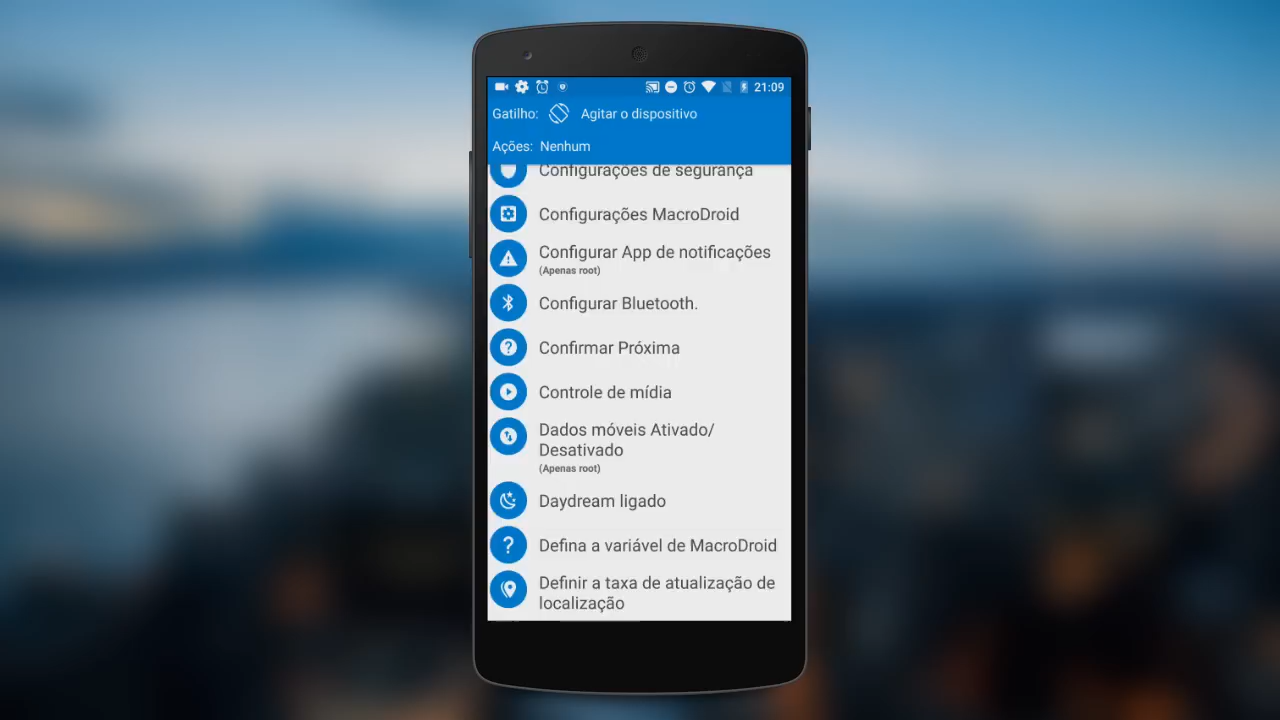 21:09
Gatilho: Agitar o dispositivo
Ações: Nenhum
Configurações de segurança
Configurações MacroDroid
Configurar App de notificações
(Apenas root)
Configurar Bluetooth.
Confirmar Próxima
Controle de mídia
Dados móveis Ativado/
Desativado
(Apenas root)
Daydream ligado
Defina a variável de MacroDroid
Definir a taxa de atualização de
localização